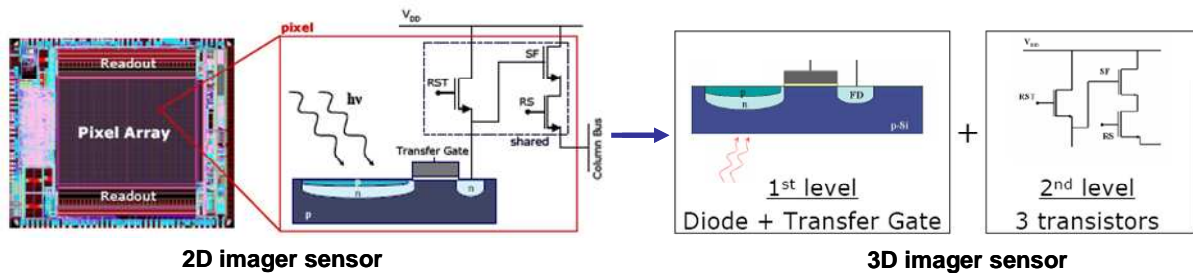 Readout
Pixel Array
Readout
pixel
V_DD
SF
RST
RS
hν
shared
Transfer Gate
Column Bus
p
n
n
p
2D imager sensor
p
n
FD
p-Si
1st level
Diode + Transfer Gate
+
V_DD
SF
RST
RS
2nd level
3 transistors
3D imager sensor